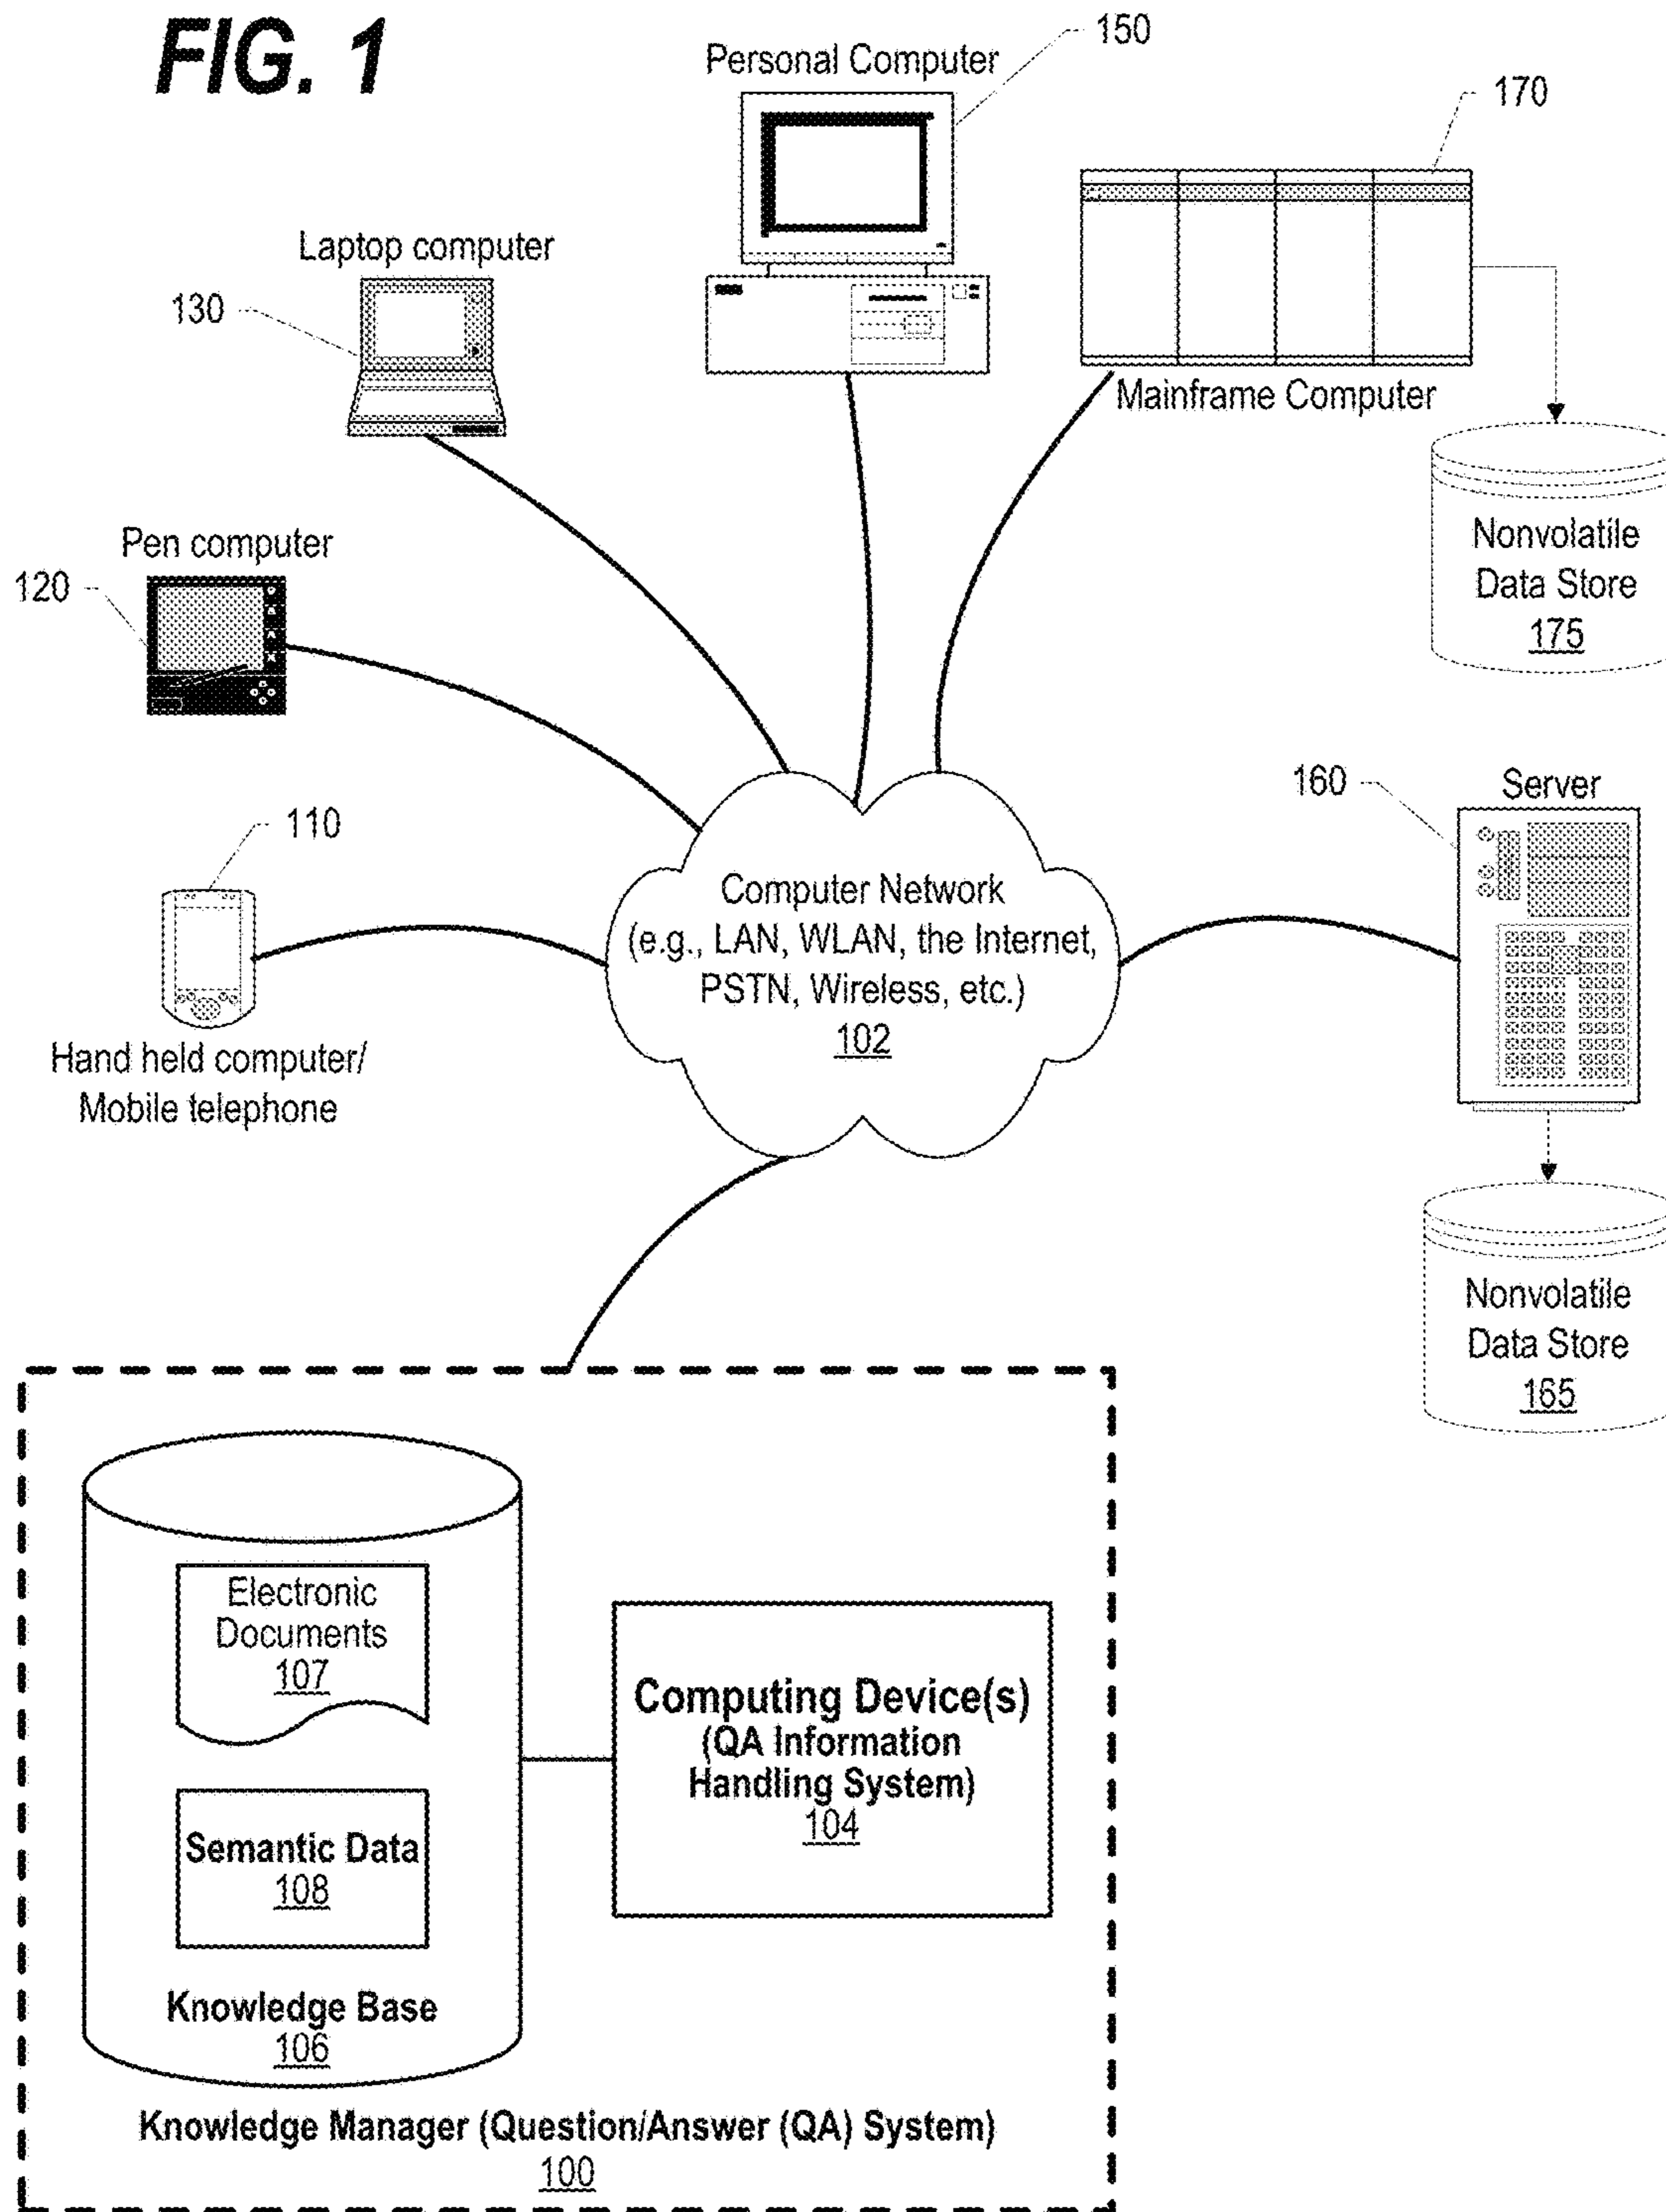 FIG. 1
Personal Computer
150
170
Laptop computer
130
Mainframe Computer
Nonvolatile
Data Store
175
Pen computer
120
160
Server
110
Computer Network
(e.g., LAN, WLAN, the Internet,
PSTN, Wireless, etc.)
102
Hand held computer/
Mobile telephone
Nonvolatile
Data Store
165
Electronic
Documents
107
Computing Device(s)
(QA Information
Handling System)
104
Semantic Data
108
Knowledge Base
106
Knowledge Manager (Question/Answer (QA) System)
100